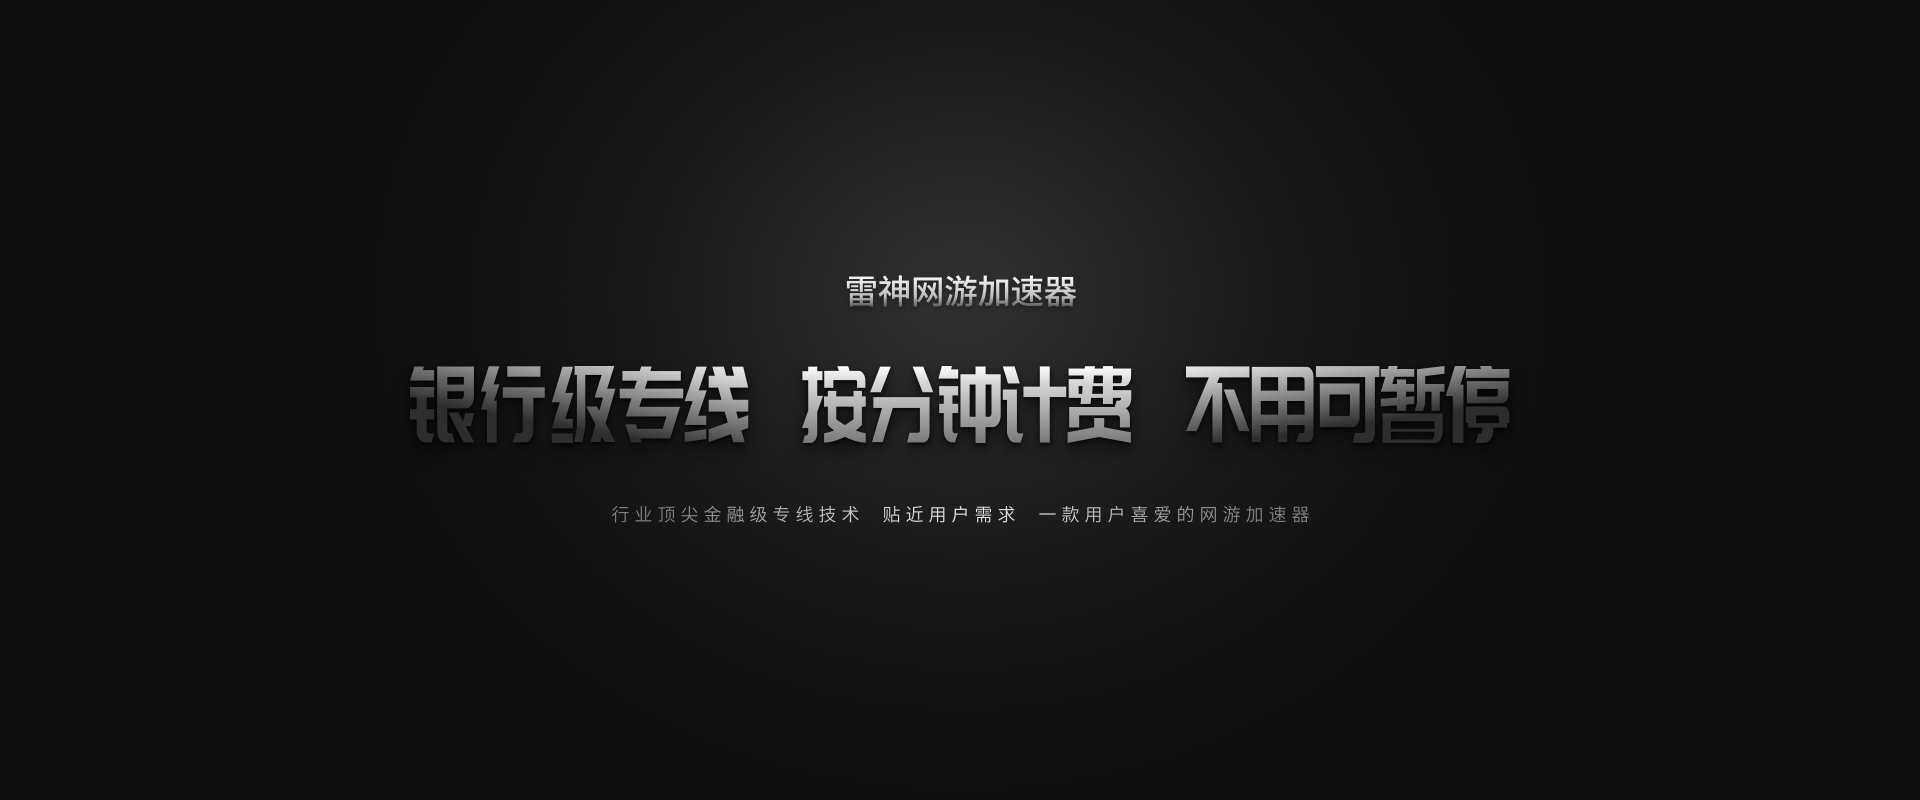 雷神网游加速器
银行级专线 按分钟计费 不用可暂停
行业顶尖金融级专线技术 贴近用户需求 一款用户喜爱的网游加速器